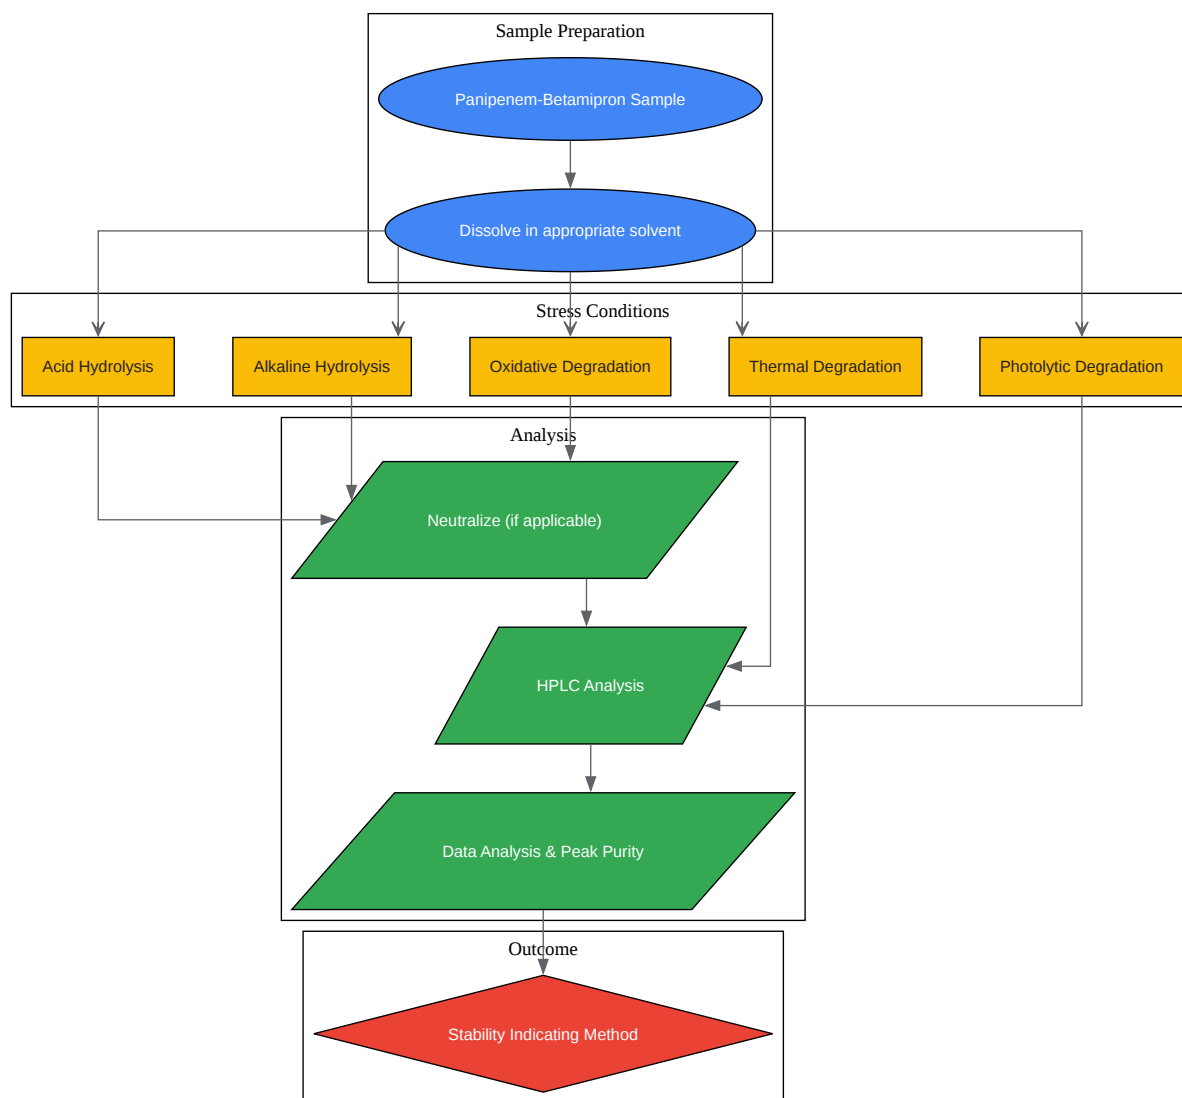 Sample Preparation
Panipenem-Betamipron Sample
Dissolve in appropriate solvent
Stress Conditions
Acid Hydrolysis
Alkaline Hydrolysis
Oxidative Degradation
Thermal Degradation
Photolytic Degradation
Analysis
Neutralize (if applicable)
HPLC Analysis
Data Analysis & Peak Purity
Outcome
Stability Indicating Method